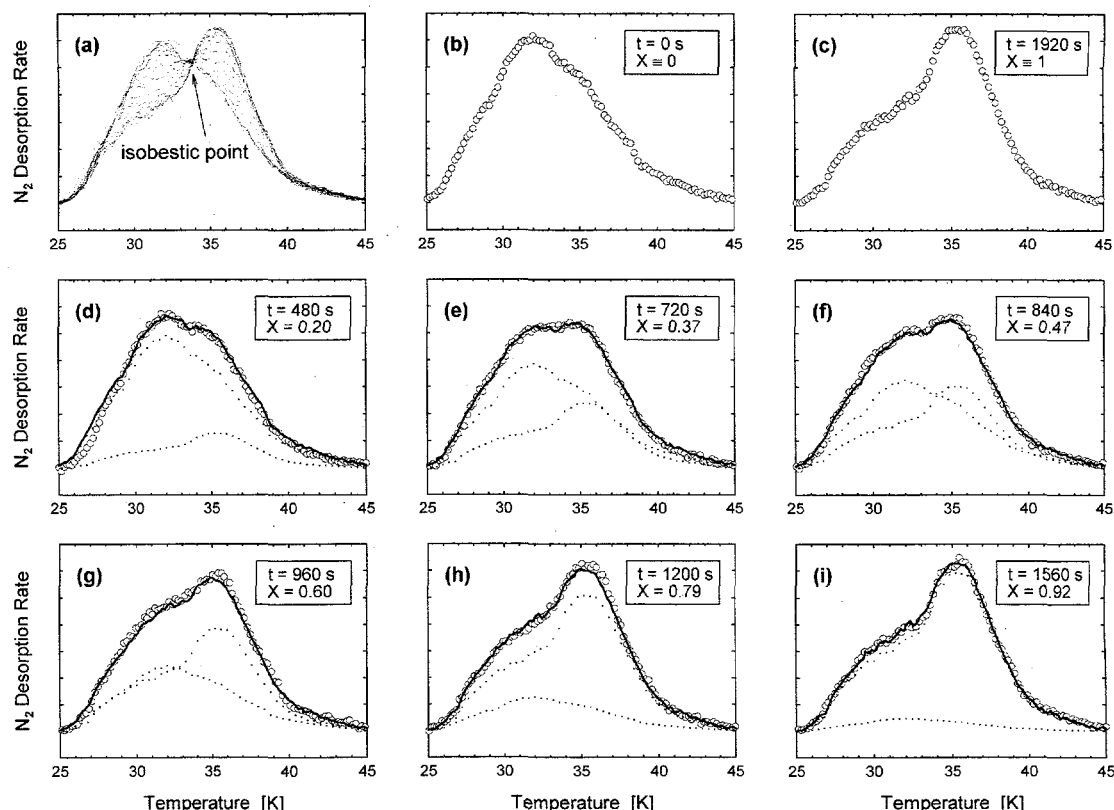 (a)
isobestic point
N₂ Desorption Rate
25 30 35 40 45
(b)
t = 0 s
X ≡ 0
25 30 35 40 45
(c)
t = 1920 s
X ≡ 1
25 30 35 40 45
(d)
t = 480 s
X = 0.20
N₂ Desorption Rate
25 30 35 40 45
(e)
t = 720 s
X = 0.37
25 30 35 40 45
(f)
t = 840 s
X = 0.47
25 30 35 40 45
(g)
t = 960 s
X = 0.60
N₂ Desorption Rate
25 30 35 40 45
Temperature [K]
(h)
t = 1200 s
X = 0.79
25 30 35 40 45
Temperature [K]
(i)
t = 1560 s
X = 0.92
25 30 35 40 45
Temperature [K]